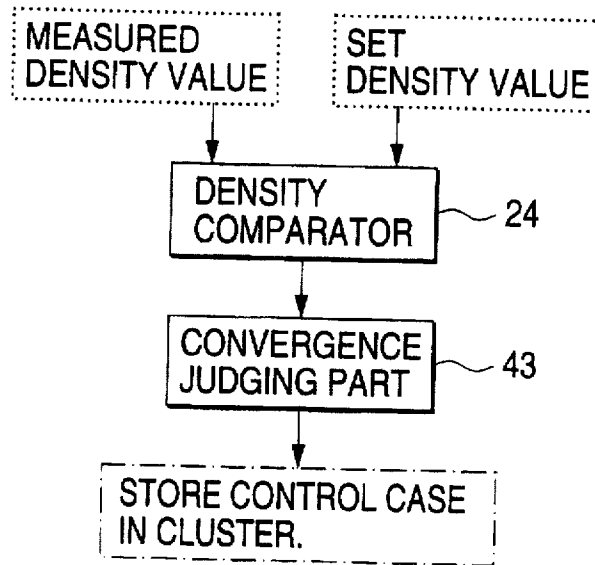 MEASURED
DENSITY VALUE
SET
DENSITY VALUE
DENSITY
COMPARATOR
24
CONVERGENCE
JUDGING PART
43
STORE CONTROL CASE
IN CLUSTER.